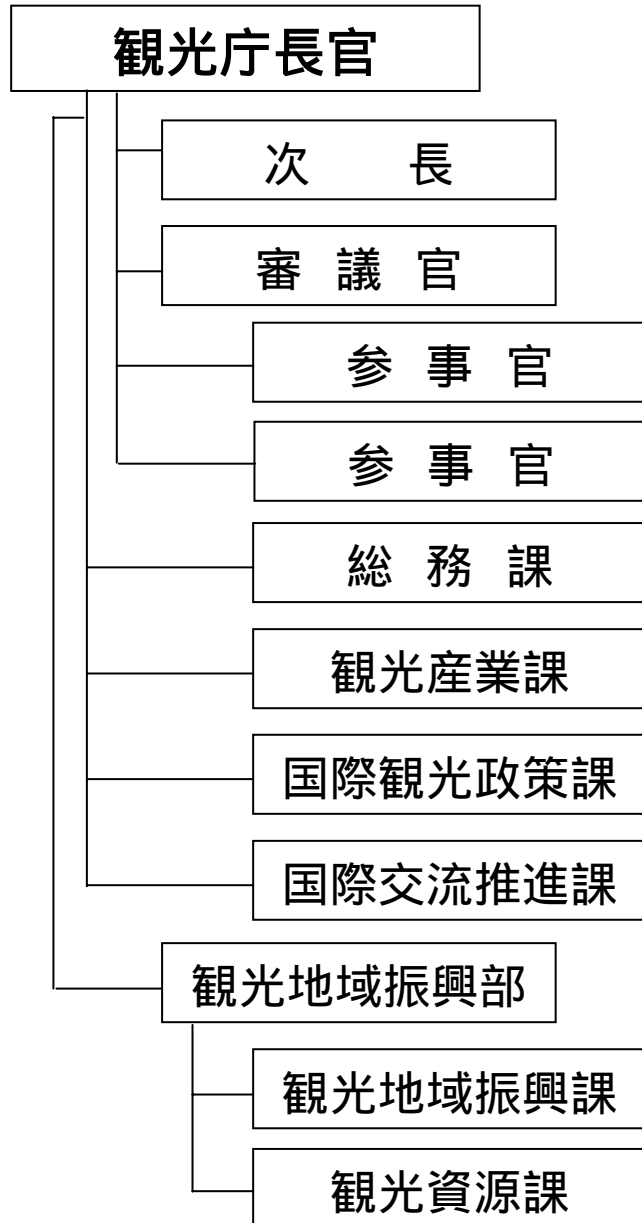 観光庁長官
次　　長
審 議 官
参 事 官
参 事 官
総 務 課
観光産業課
国際観光政策課
国際交流推進課
観光地域振興部
観光地域振興課
観光資源課